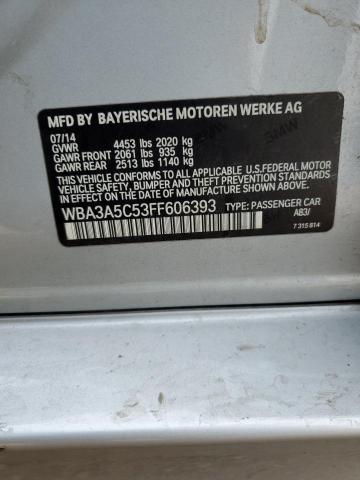 MFD BY BAYERISCHE MOTOREN WERKE AG
07/14
GVWR 4453 lbs 2020 kg
GAWR FRONT 2061 lbs 935 kg
GAWR REAR 2513 lbs 1140 kg
THIS VEHICLE CONFORMS TO ALL APPLICABLE U.S.FEDERAL MOTOR
VEHICLE SAFETY, BUMPER, AND THEFT PREVENTION STANDARDS
IN EFFECT ON THE DATE OF MANUFACTURE SHOWN ABOVE.
WBA3A5C53FF606393 TYPE: PASSENGER CAR
AB3/
7 315 814